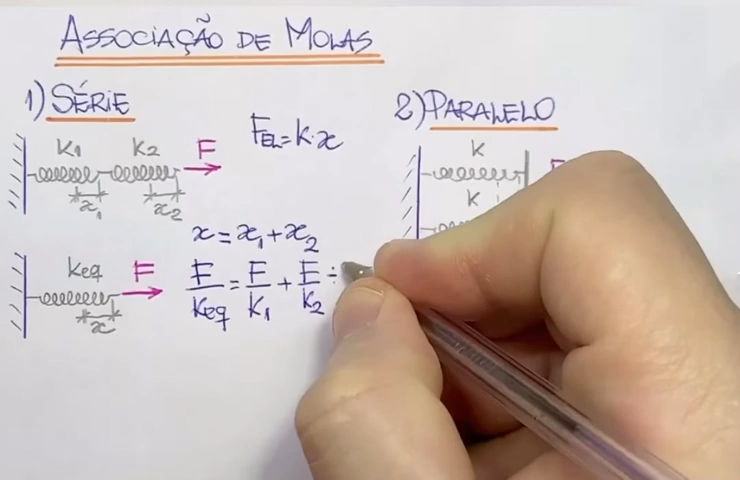 ASSOCIAÇÃO DE MOLAS
1) SÉRIE
K1 K2 F
x1 x2
FEL = K·x
x = x1 + x2
Keq F
x
F/Keq = F/K1 + F/K2 ÷
2) PARALELO
K
K